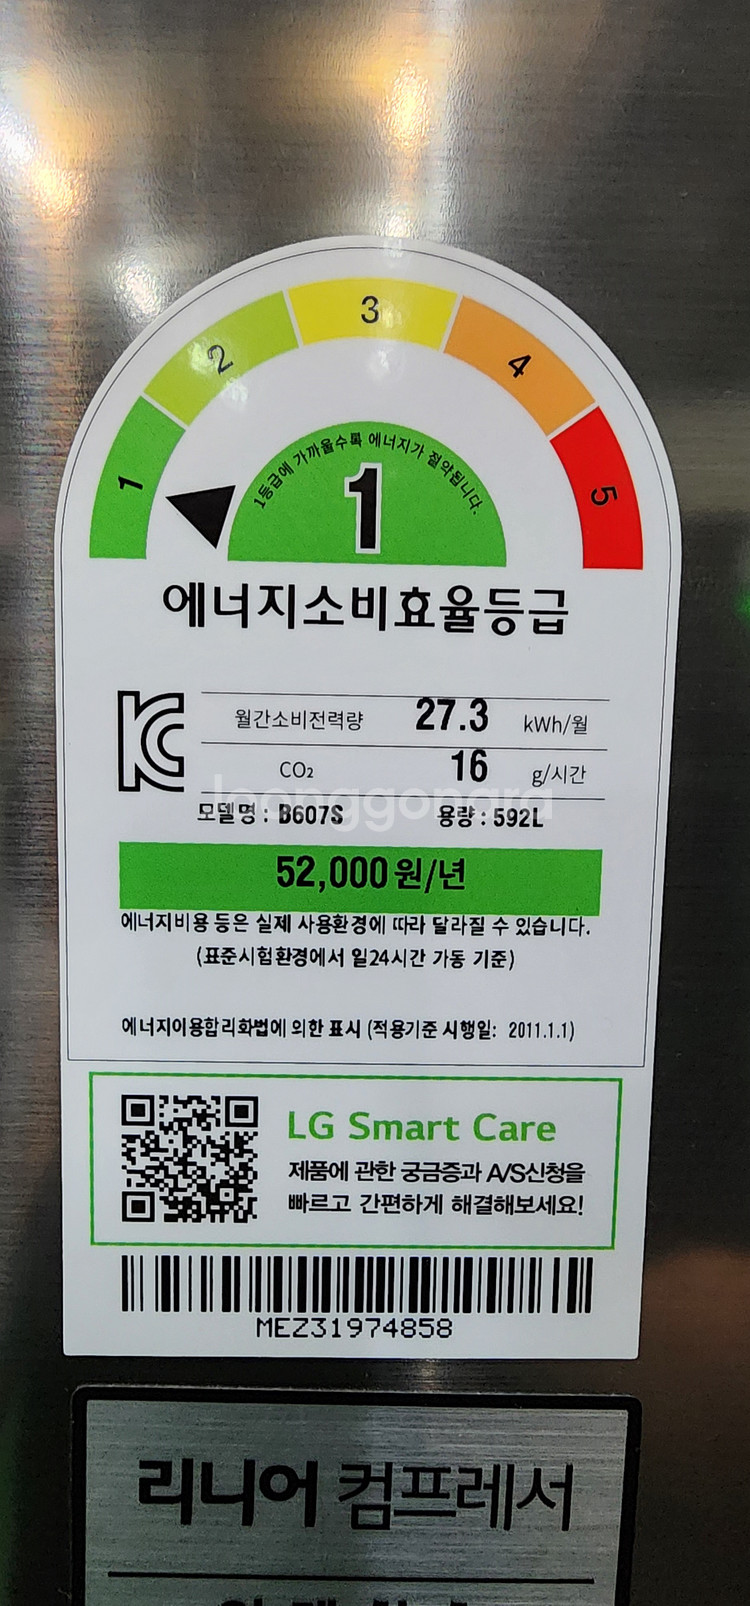 1 2 3 4 5
1등급에 가까울수록 에너지가 절약됩니다.
1
에너지소비효율등급
월간소비전력량 27.3 kWh/월
CO₂ 16 g/시간
joonggonara
모델명 : B607S 용량 : 592L
52,000원/년
에너지비용 등은 실제 사용환경에 따라 달라질 수 있습니다.
(표준시험환경에서 일24시간 가동 기준)
에너지이용합리화법에 의한 표시 (적용기준 시행일: 2011.1.1)
LG Smart Care
제품에 관한 궁금증과 A/S신청을
빠르고 간편하게 해결해보세요!
MEZ31974858
리니어 컴프레서